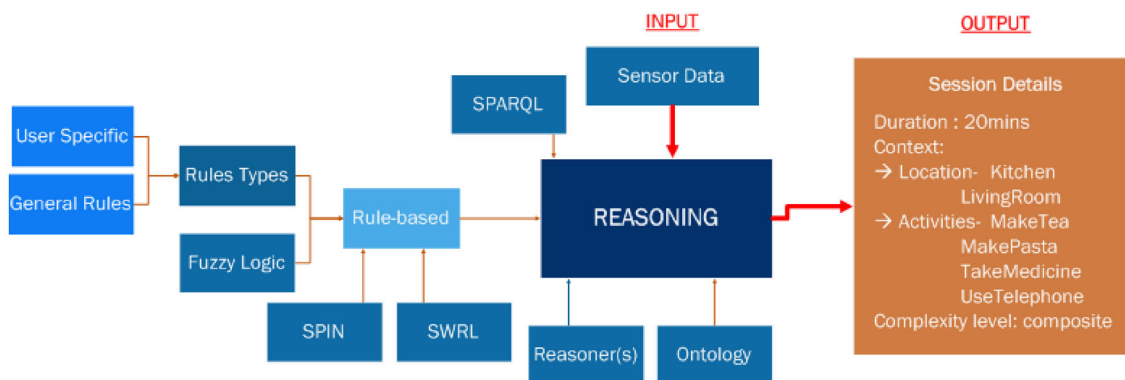 INPUT
OUTPUT
Sensor Data
SPARQL
User Specific
General Rules
Rules Types
Fuzzy Logic
Rule-based
SPIN
SWRL
REASONING
Reasoner(s)
Ontology
Session Details
Duration : 20mins
Context:
→ Location- Kitchen
LivingRoom
→ Activities- MakeTea
MakePasta
TakeMedicine
UseTelephone
Complexity level: composite